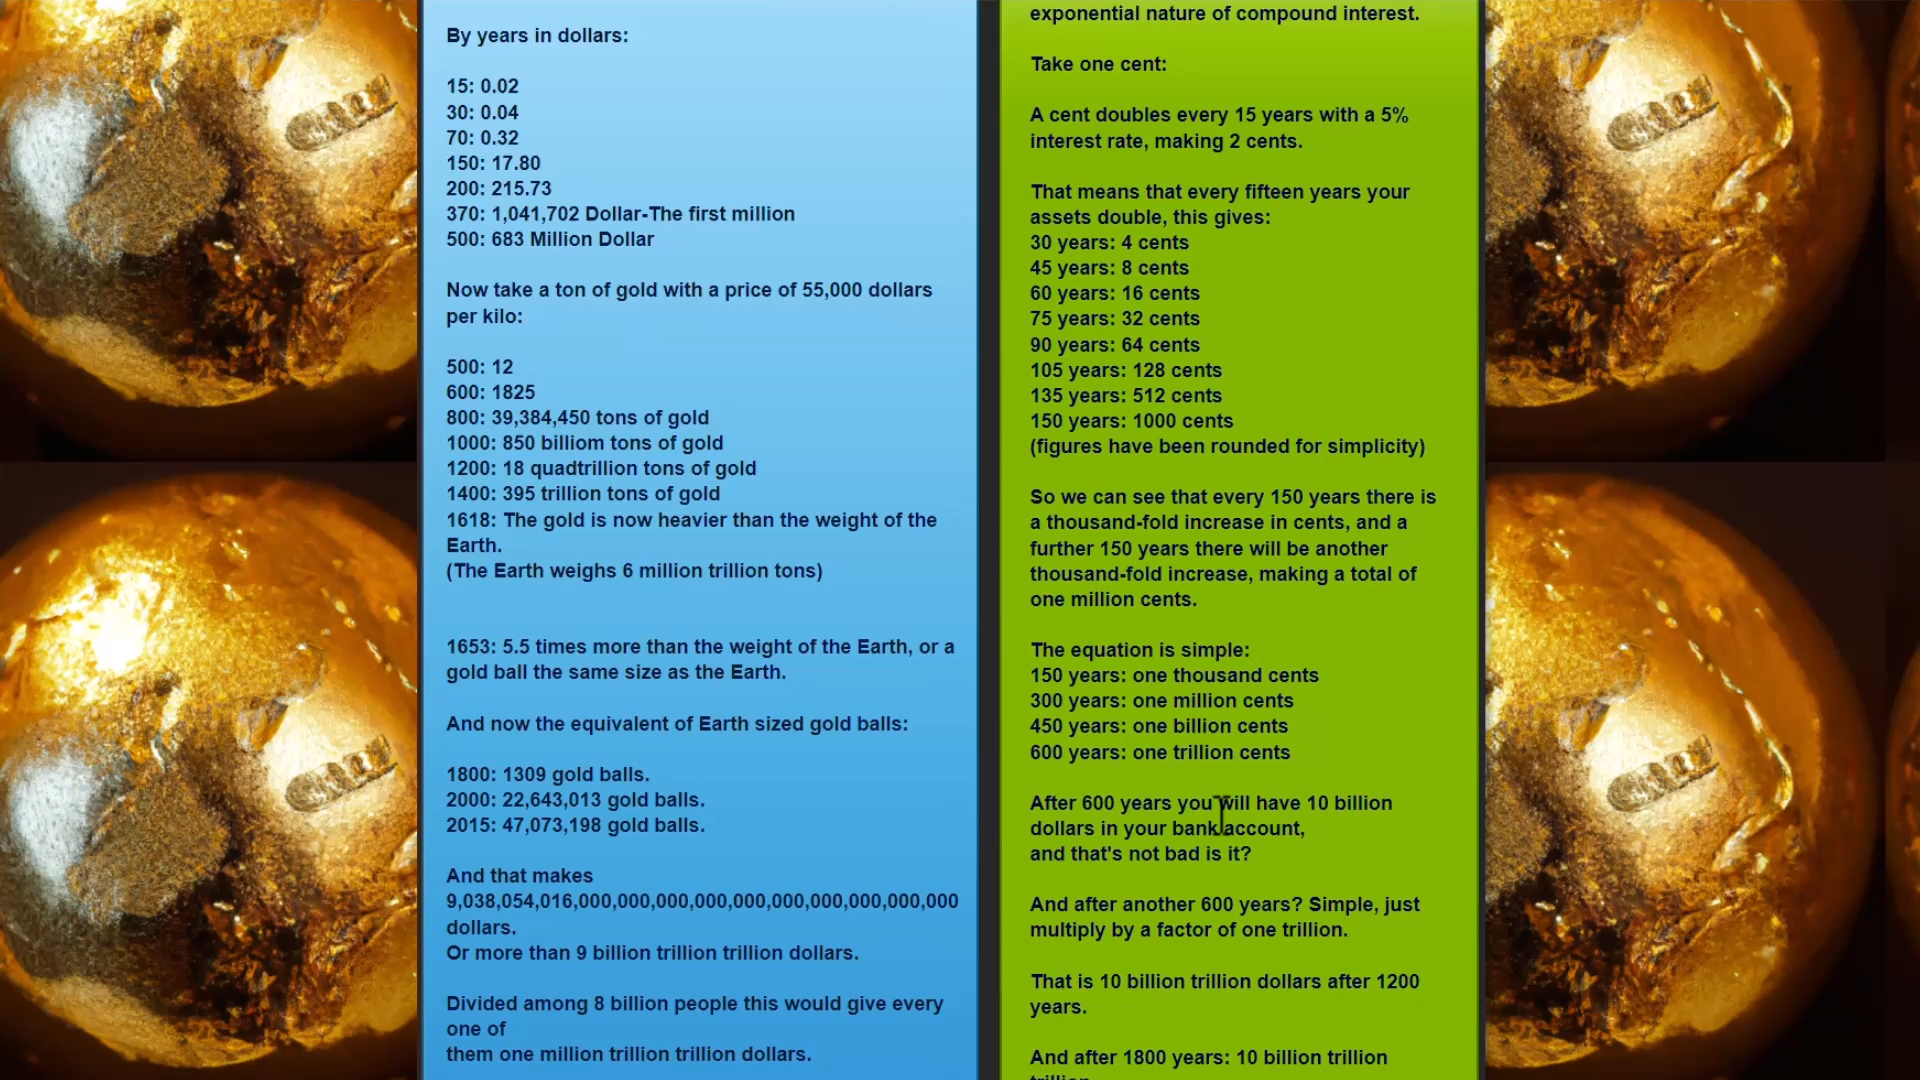 By years in dollars:
15: 0.02
30: 0.04
70: 0.32
150: 17.80
200: 215.73
370: 1,041,702 Dollar-The first million
500: 683 Million Dollar
Now take a ton of gold with a price of 55,000 dollars
per kilo:
500: 12
600: 1825
800: 39,384,450 tons of gold
1000: 850 billiom tons of gold
1200: 18 quadtrillion tons of gold
1400: 395 trillion tons of gold
1618: The gold is now heavier than the weight of the
Earth.
(The Earth weighs 6 million trillion tons)
1653: 5.5 times more than the weight of the Earth, or a
gold ball the same size as the Earth.
And now the equivalent of Earth sized gold balls:
1800: 1309 gold balls.
2000: 22,643,013 gold balls.
2015: 47,073,198 gold balls.
And that makes
9,038,054,016,000,000,000,000,000,000,000,000,000,000
dollars.
Or more than 9 billion trillion trillion dollars.
Divided among 8 billion people this would give every
one of
them one million trillion trillion dollars.
exponential nature of compound interest.
Take one cent:
A cent doubles every 15 years with a 5%
interest rate, making 2 cents.
That means that every fifteen years your
assets double, this gives:
30 years: 4 cents
45 years: 8 cents
60 years: 16 cents
75 years: 32 cents
90 years: 64 cents
105 years: 128 cents
135 years: 512 cents
150 years: 1000 cents
(figures have been rounded for simplicity)
So we can see that every 150 years there is
a thousand-fold increase in cents, and a
further 150 years there will be another
thousand-fold increase, making a total of
one million cents.
The equation is simple:
150 years: one thousand cents
300 years: one million cents
450 years: one billion cents
600 years: one trillion cents
After 600 years you will have 10 billion
dollars in your bank account,
and that's not bad is it?
And after another 600 years? Simple, just
multiply by a factor of one trillion.
That is 10 billion trillion dollars after 1200
years.
And after 1800 years: 10 billion trillion